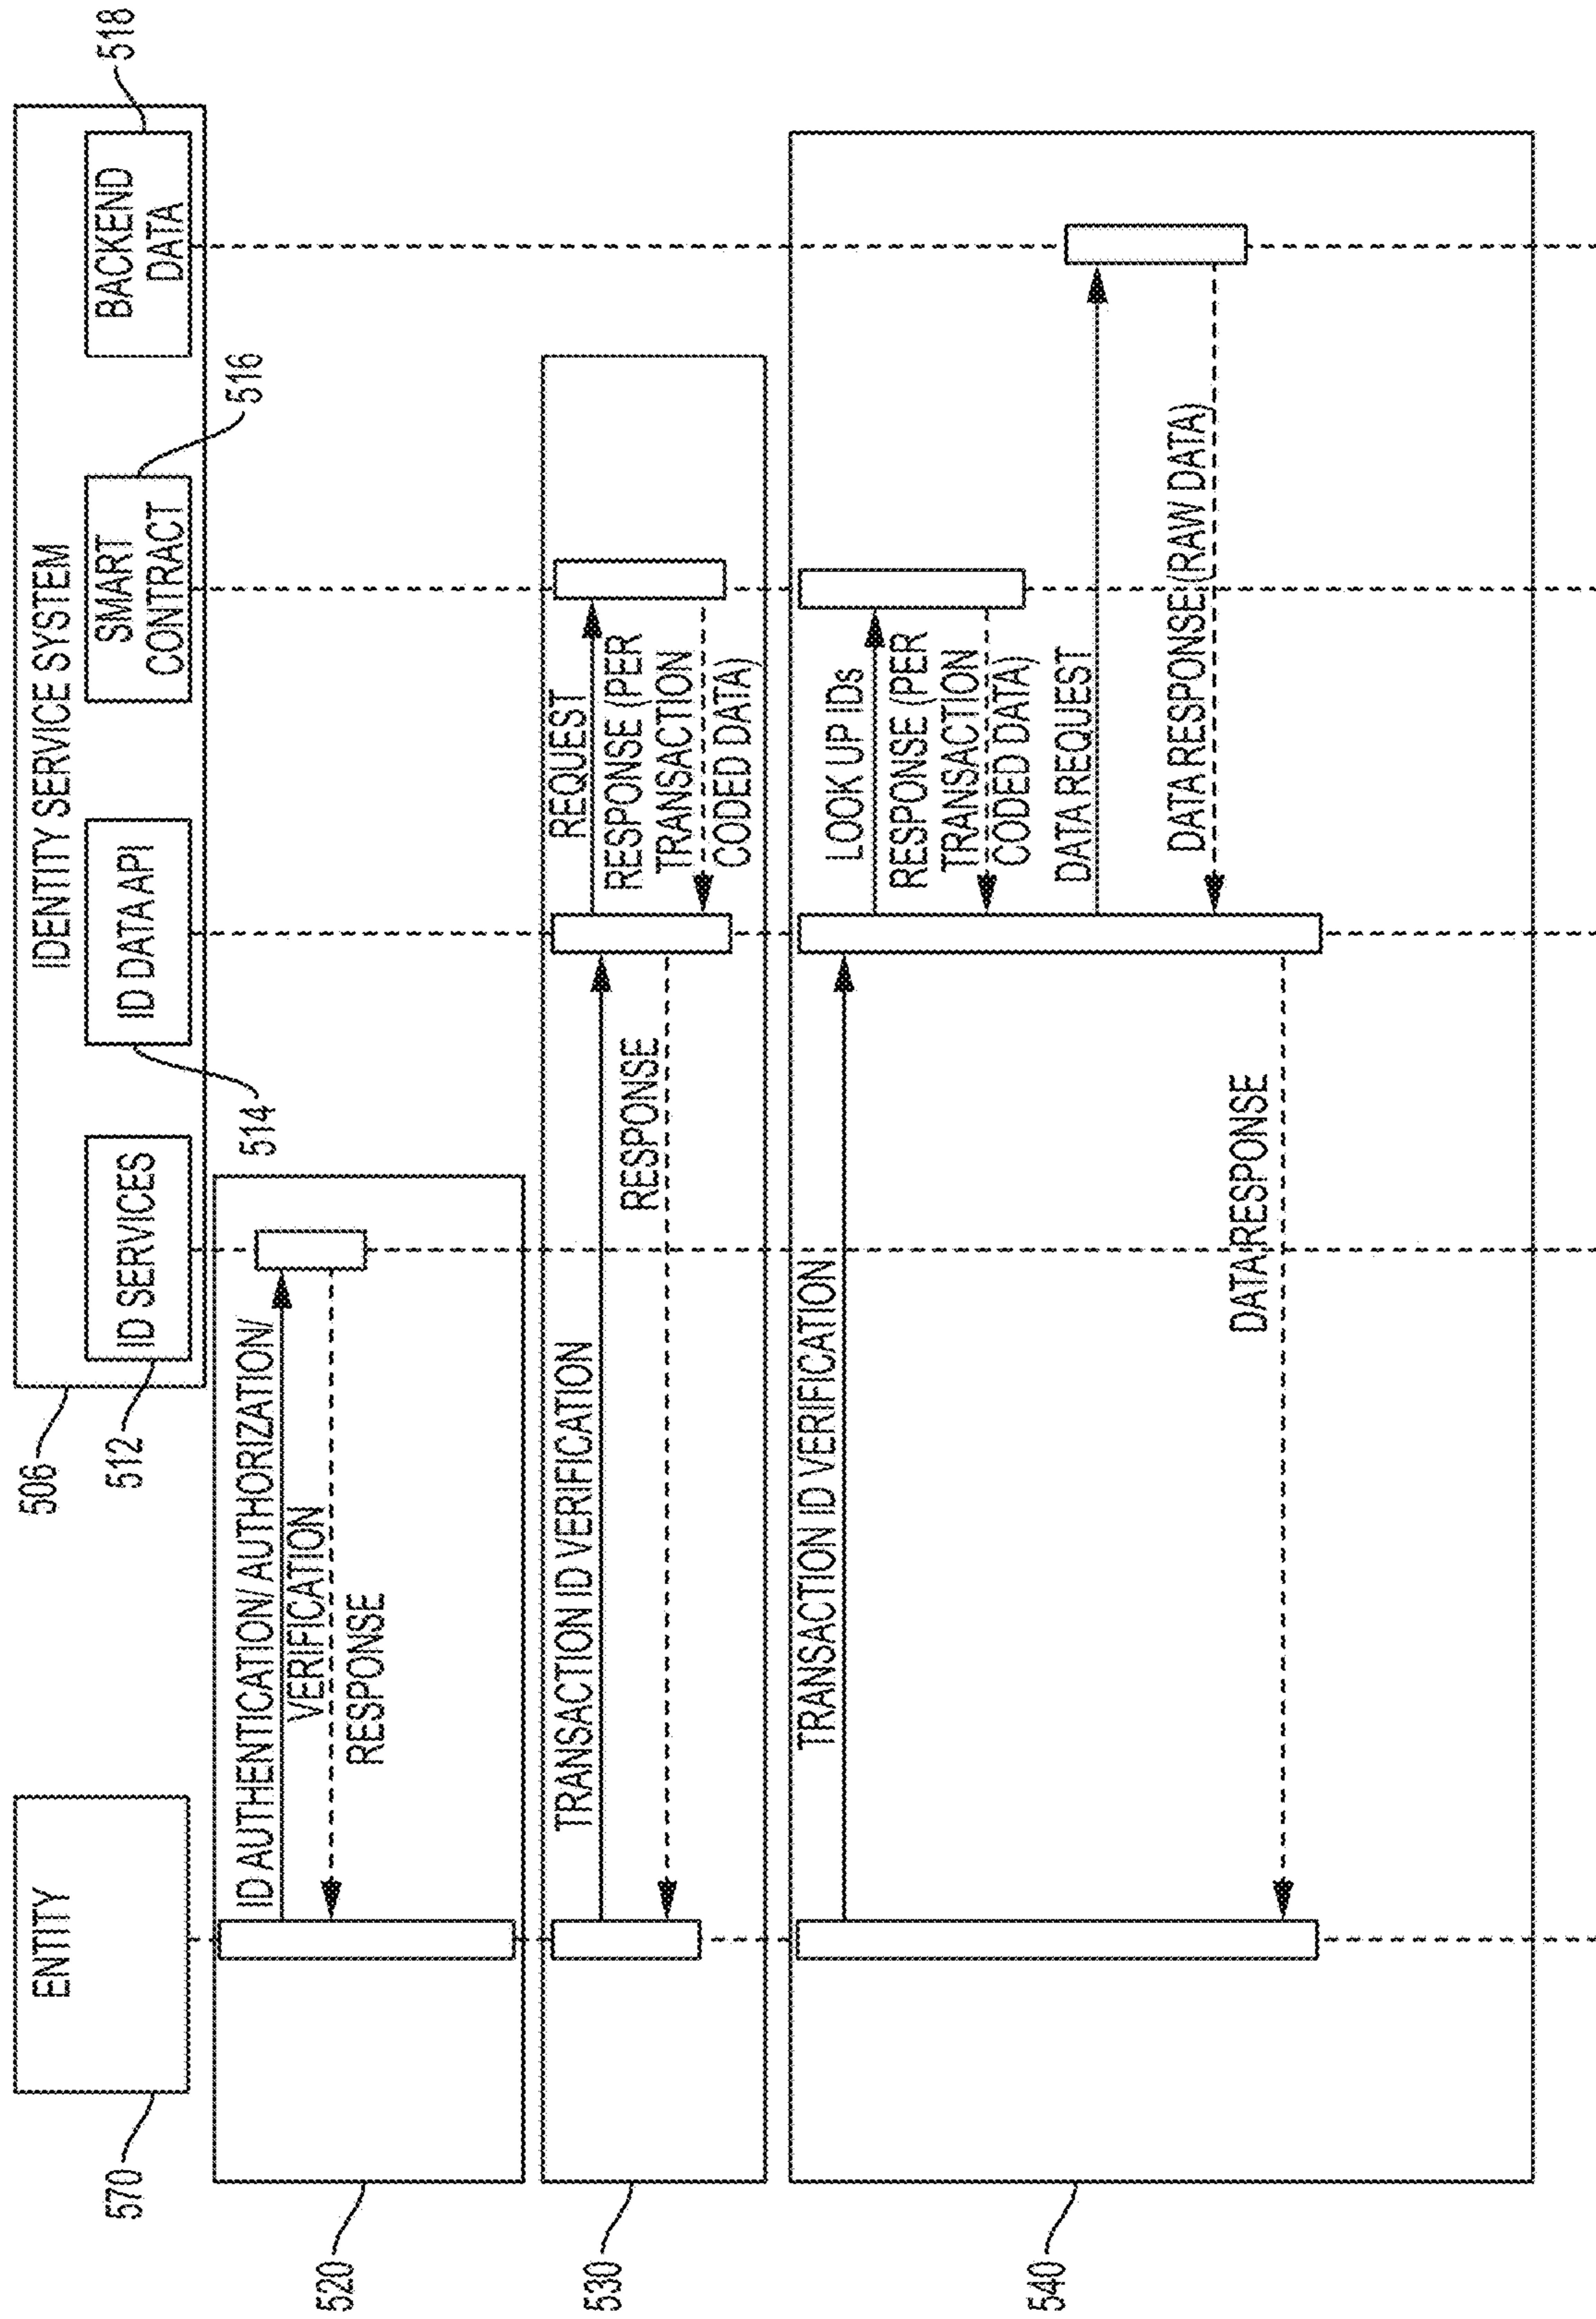 ENTITY
570
IDENTITY SERVICE SYSTEM
506
ID SERVICES
512
ID DATA API
514
SMART
CONTRACT
516
BACKEND
DATA
518
520
ID AUTHENTICATION/ AUTHORIZATION/
VERIFICATION
RESPONSE
530
TRANSACTION ID VERIFICATION
RESPONSE
REQUEST
RESPONSE (PER
TRANSACTION
CODED DATA)
540
TRANSACTION ID VERIFICATION
LOOK UP IDs
RESPONSE (PER
TRANSACTION
CODED DATA)
DATA REQUEST
DATA RESPONSE (RAW DATA)
DATA RESPONSE